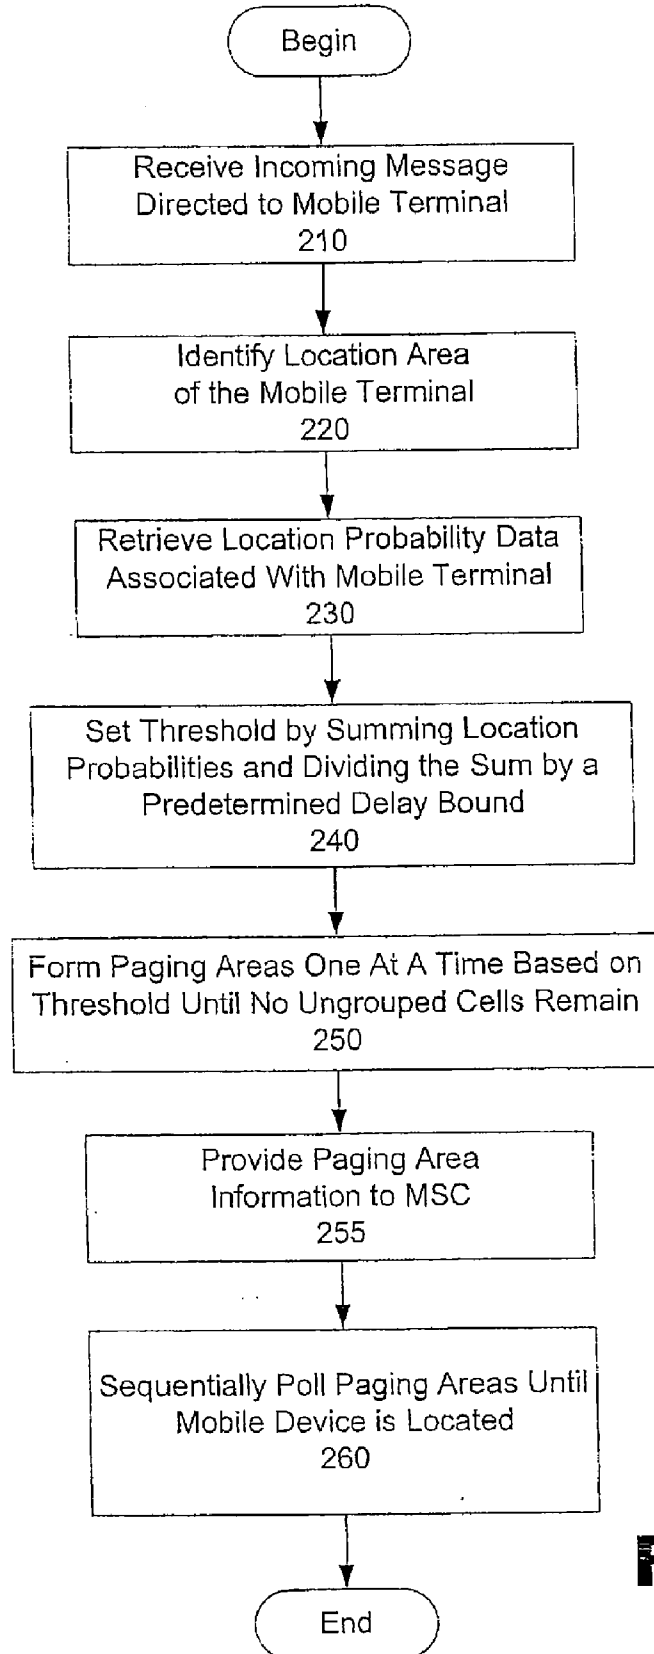 Begin
Receive Incoming Message
Directed to Mobile Terminal
210
Identify Location Area
of the Mobile Terminal
220
Retrieve Location Probability Data
Associated With Mobile Terminal
230
Set Threshold by Summing Location
Probabilities and Dividing the Sum by a
Predetermined Delay Bound
240
Form Paging Areas One At A Time Based on
Threshold Until No Ungrouped Cells Remain
250
Provide Paging Area
Information to MSC
255
Sequentially Poll Paging Areas Until
Mobile Device is Located
260
End